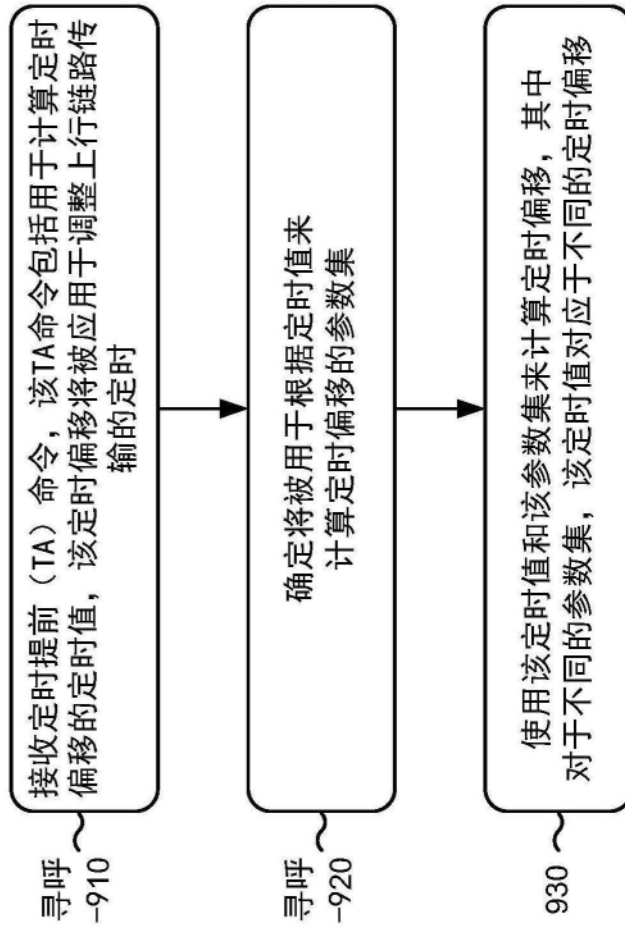 接收定时提前（TA）命令，该TA命令包括用于计算定时
偏移的定时值，该定时偏移将被应用于调整上行链路传
输的定时
寻呼
-910
确定将被用于根据定时值来
计算定时偏移的参数集
寻呼
-920
使用该定时值和该参数集来计算定时偏移，其中
对于不同的参数集，该定时值对应于不同的定时偏移
930